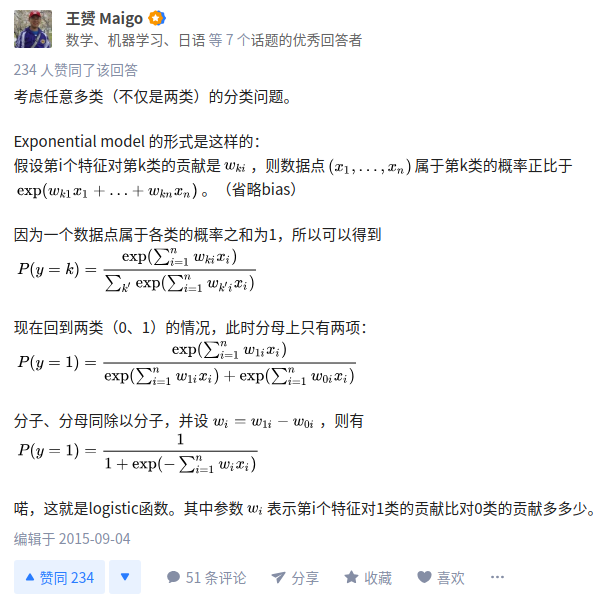 王赟 Maigo
数学、机器学习、日语 等 7 个话题的优秀回答者
234 人赞同了该回答
考虑任意多类（不仅是两类）的分类问题。
Exponential model 的形式是这样的：
假设第i个特征对第k类的贡献是 w_{ki} ，则数据点 (x_1, . . . , x_n) 属于第k类的概率正比于
exp(w_{k1}x_1 + . . . + w_{kn}x_n) 。（省略bias）
因为一个数据点属于各类的概率之和为1，所以可以得到
P(y = k) = \frac{exp(∑_{i=1}^n w_{ki}x_i)}{∑_{k'} exp(∑_{i=1}^n w_{k'i}x_i)}
现在回到两类（0、1）的情况，此时分母上只有两项：
P(y = 1) = \frac{exp(∑_{i=1}^n w_{1i}x_i)}{exp(∑_{i=1}^n w_{1i}x_i) + exp(∑_{i=1}^n w_{0i}x_i)}
分子、分母同除以分子，并设 w_i = w_{1i} − w_{0i} ，则有
P(y = 1) = \frac{1}{1 + exp(− ∑_{i=1}^n w_i x_i)}
喏，这就是logistic函数。其中参数 w_i 表示第i个特征对1类的贡献比对0类的贡献多多少。
编辑于 2015-09-04
赞同 234 51 条评论 分享 收藏 喜欢 ···